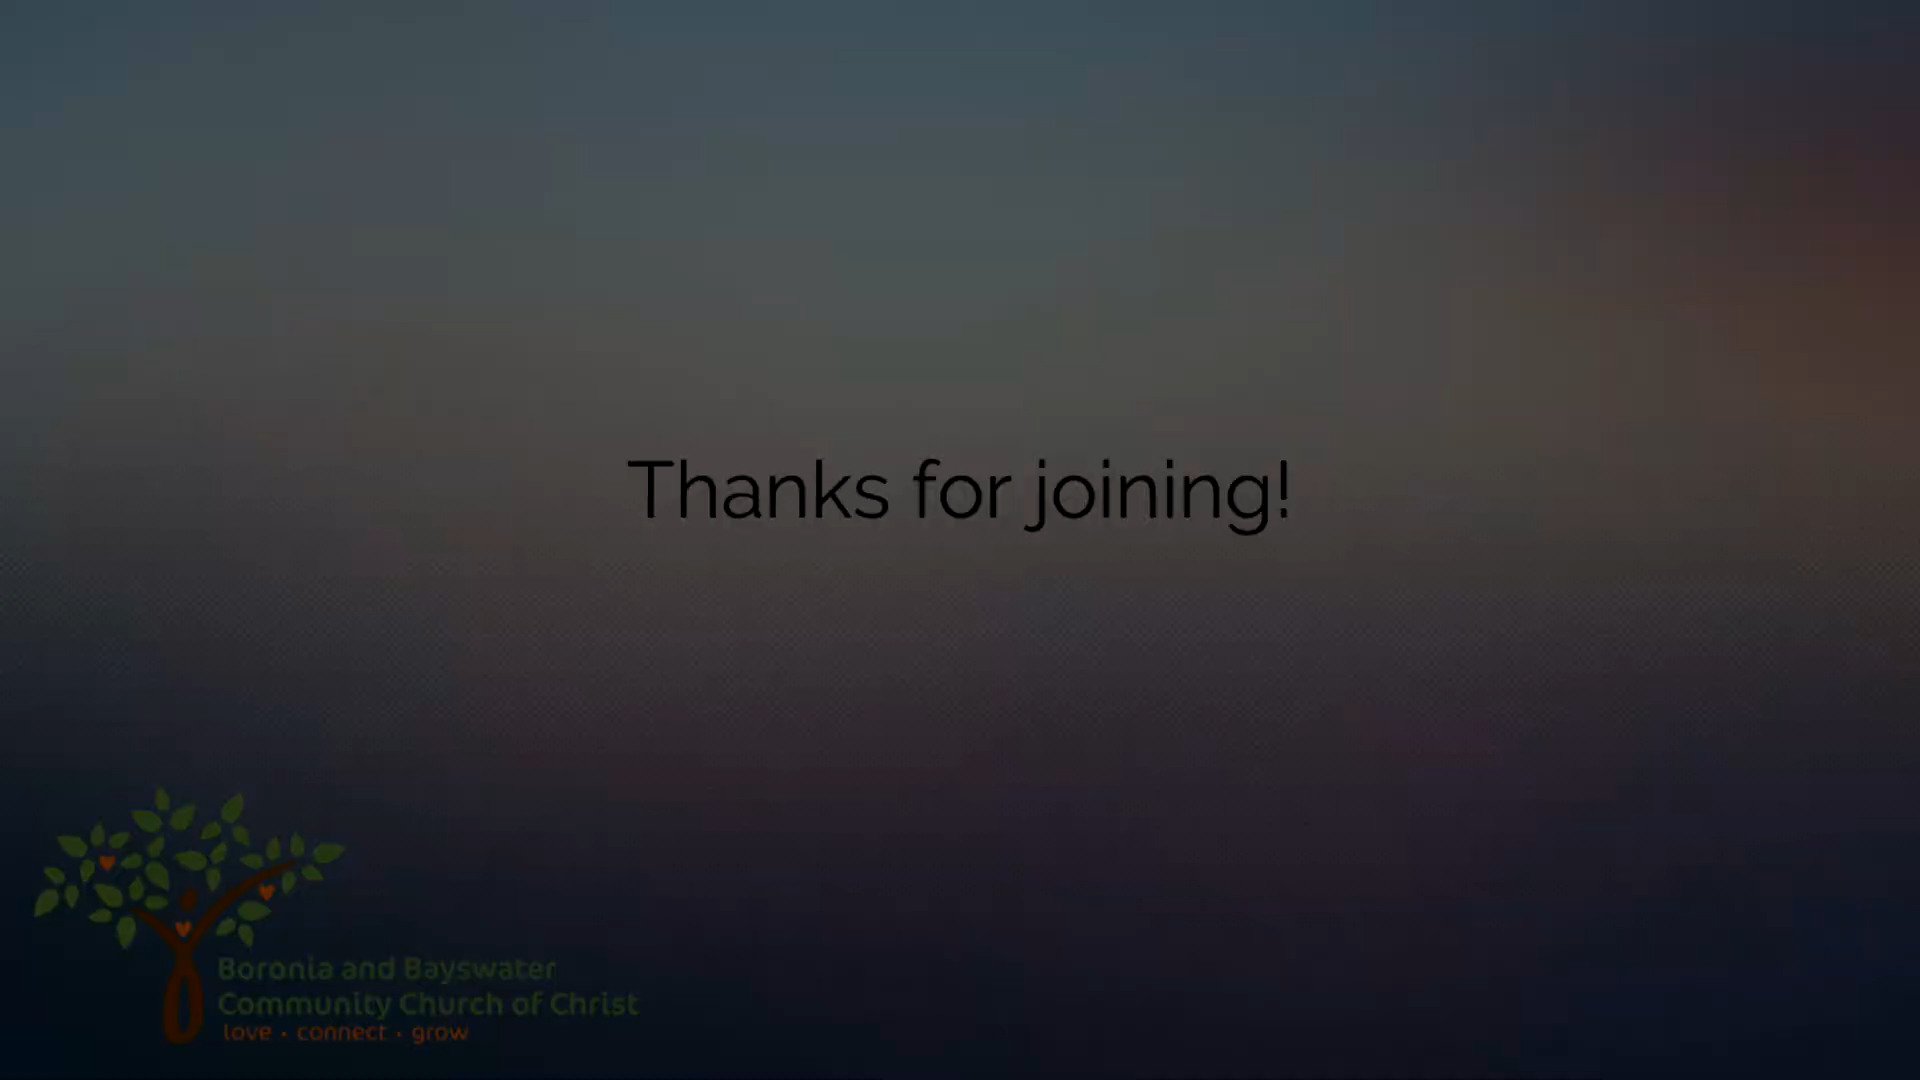 Thanks for joining!
Boronia and Bayswater
Community Church of Christ
love · connect · grow